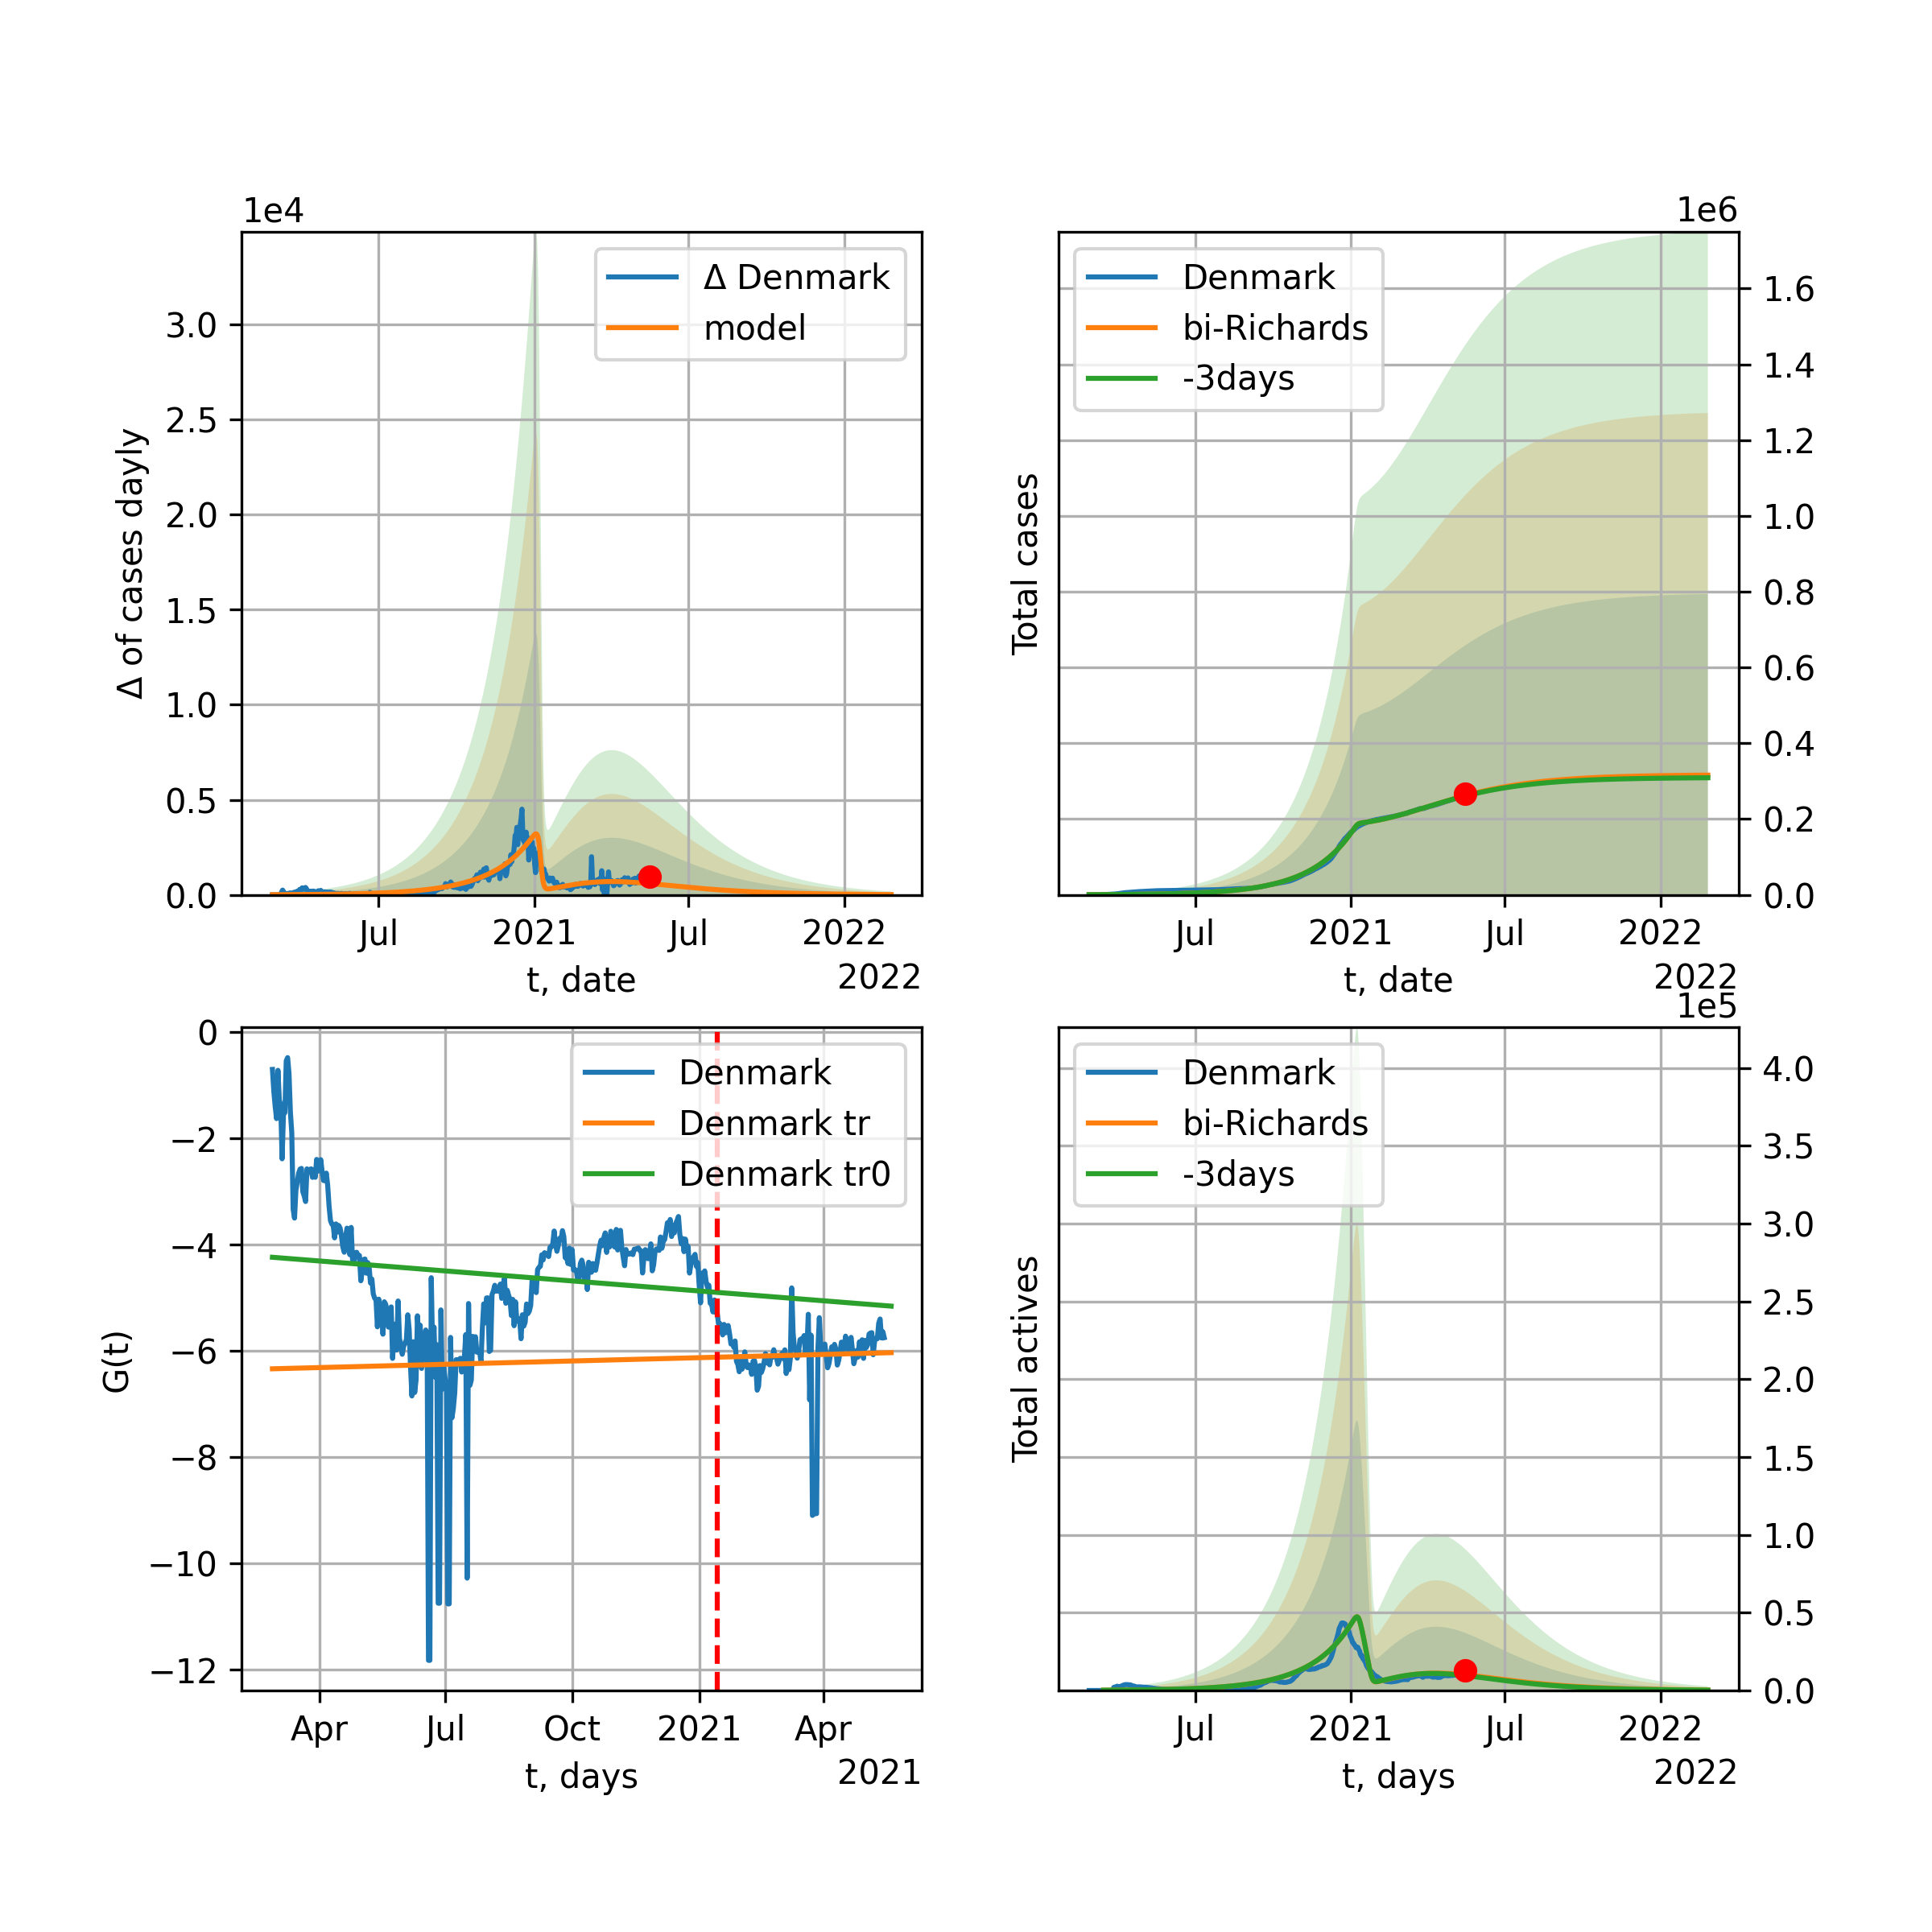 1e4
Δ of cases dayly
3.0
2.5
2.0
1.5
1.0
0.5
0.0
Δ Denmark
model
Jul
2021
Jul
2022
t, date
2022
1e6
Total cases
Denmark
bi-Richards
-3days
1.6
1.4
1.2
1.0
0.8
0.6
0.4
0.2
0.0
Jul
2021
Jul
2022
t, date
2022
G(t)
0
−2
−4
−6
−8
−10
−12
Denmark
Denmark tr
Denmark tr0
Apr
Jul
Oct
2021
Apr
t, days
2021
1e5
Total actives
Denmark
bi-Richards
-3days
4.0
3.5
3.0
2.5
2.0
1.5
1.0
0.5
0.0
Jul
2021
Jul
2022
t, days
2022